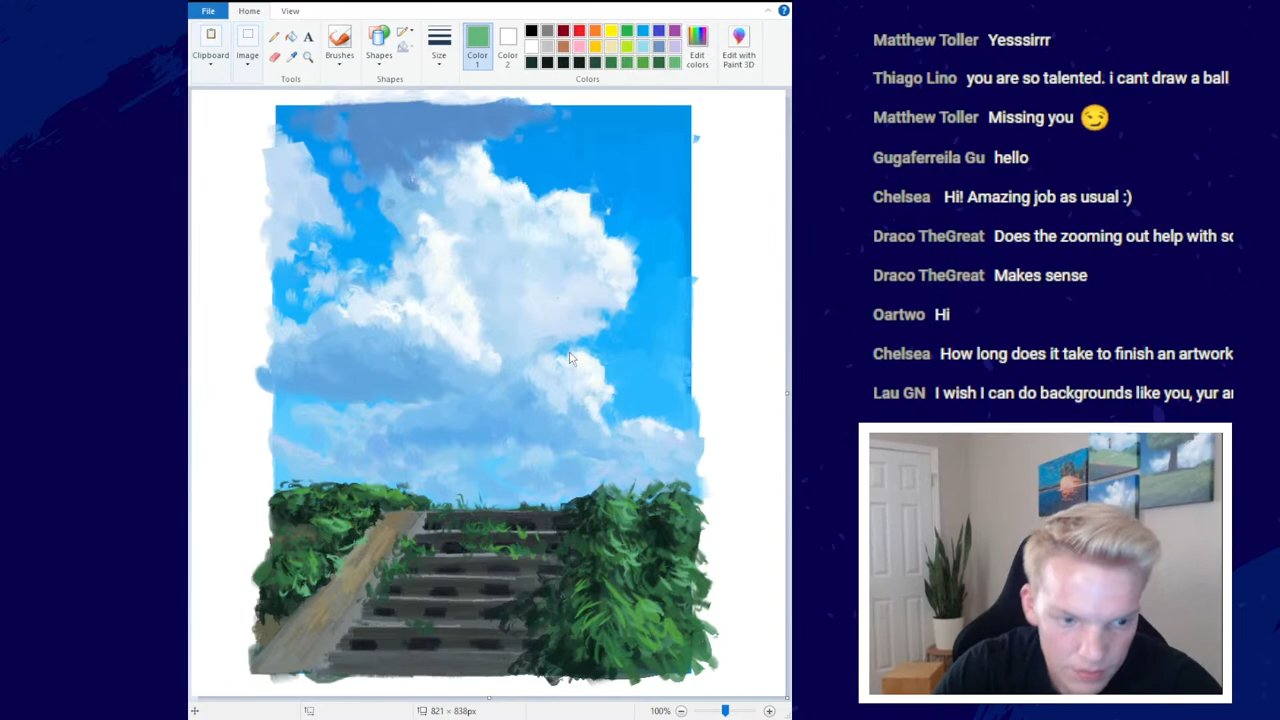 File Home View
Clipboard
Image
Tools
Brushes
Shapes
Shapes
Size
Color
1
Color
2
Edit
colors
Colors
Edit with
Paint 3D
A
821 × 838px
100%
Matthew Toller Yesssirrr
Thiago Lino you are so talented. i cant draw a ball
Matthew Toller Missing you 😏
Gugaferreila Gu hello
Chelsea Hi! Amazing job as usual :)
Draco TheGreat Does the zooming out help with sc
Draco TheGreat Makes sense
Oartwo Hi
Chelsea How long does it take to finish an artwork
Lau GN I wish I can do backgrounds like you, yur ar